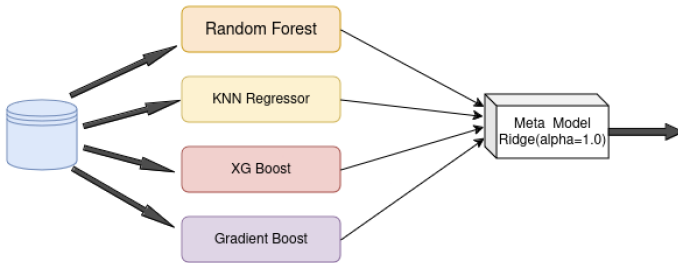 Random Forest
KNN Regressor
XG Boost
Gradient Boost
Meta Model
Ridge(alpha=1.0)